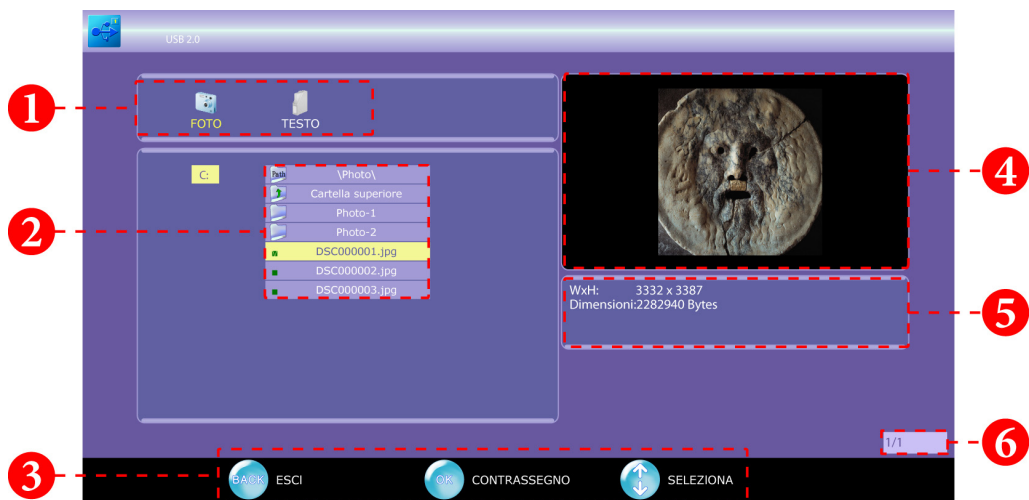 USB 2.0
1
FOTO
TESTO
4
C:
Path
\Photo\
Cartella superiore
Photo-1
2
Photo-2
DSC000001.jpg
DSC000002.jpg
DSC000003.jpg
WxH: 3332 x 3387
Dimensioni:2282940 Bytes
5
1/1
6
3
BACK ESCI
OK CONTRASSEGNO
SELEZIONA